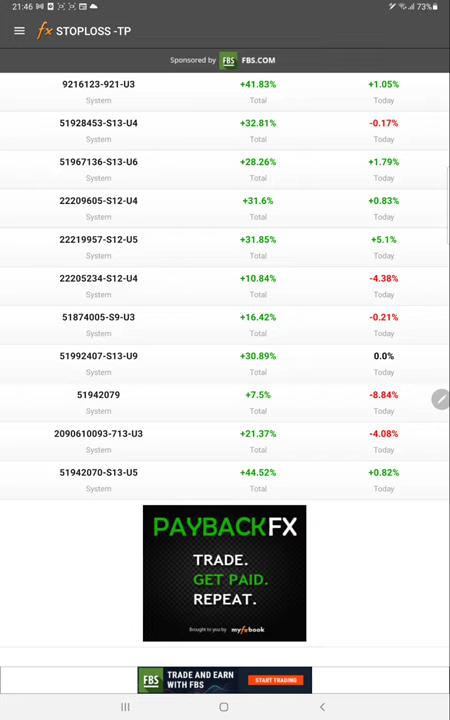 21:46 73%
fx STOPLOSS -TP
Sponsored by FBS FBS.COM
9216123-921-U3 +41.83% +1.05%
System Total Today
51928453-S13-U4 +32.81% -0.17%
System Total Today
51967136-S13-U6 +28.26% +1.79%
System Total Today
22209605-S12-U4 +31.6% +0.83%
System Total Today
22219957-S12-U5 +31.85% +5.1%
System Total Today
22205234-S12-U4 +10.84% -4.38%
System Total Today
51874005-S9-U3 +16.42% -0.21%
System Total Today
51992407-S13-U9 +30.89% 0.0%
System Total Today
51942079 +7.5% -8.84%
System Total Today
2090610093-713-U3 +21.37% -4.08%
System Total Today
51942070-S13-U5 +44.52% +0.82%
System Total Today
PAYBACKFX
TRADE.
GET PAID.
REPEAT.
Brought to you by myfxbook
FBS TRADE AND EARN WITH FBS START TRADING